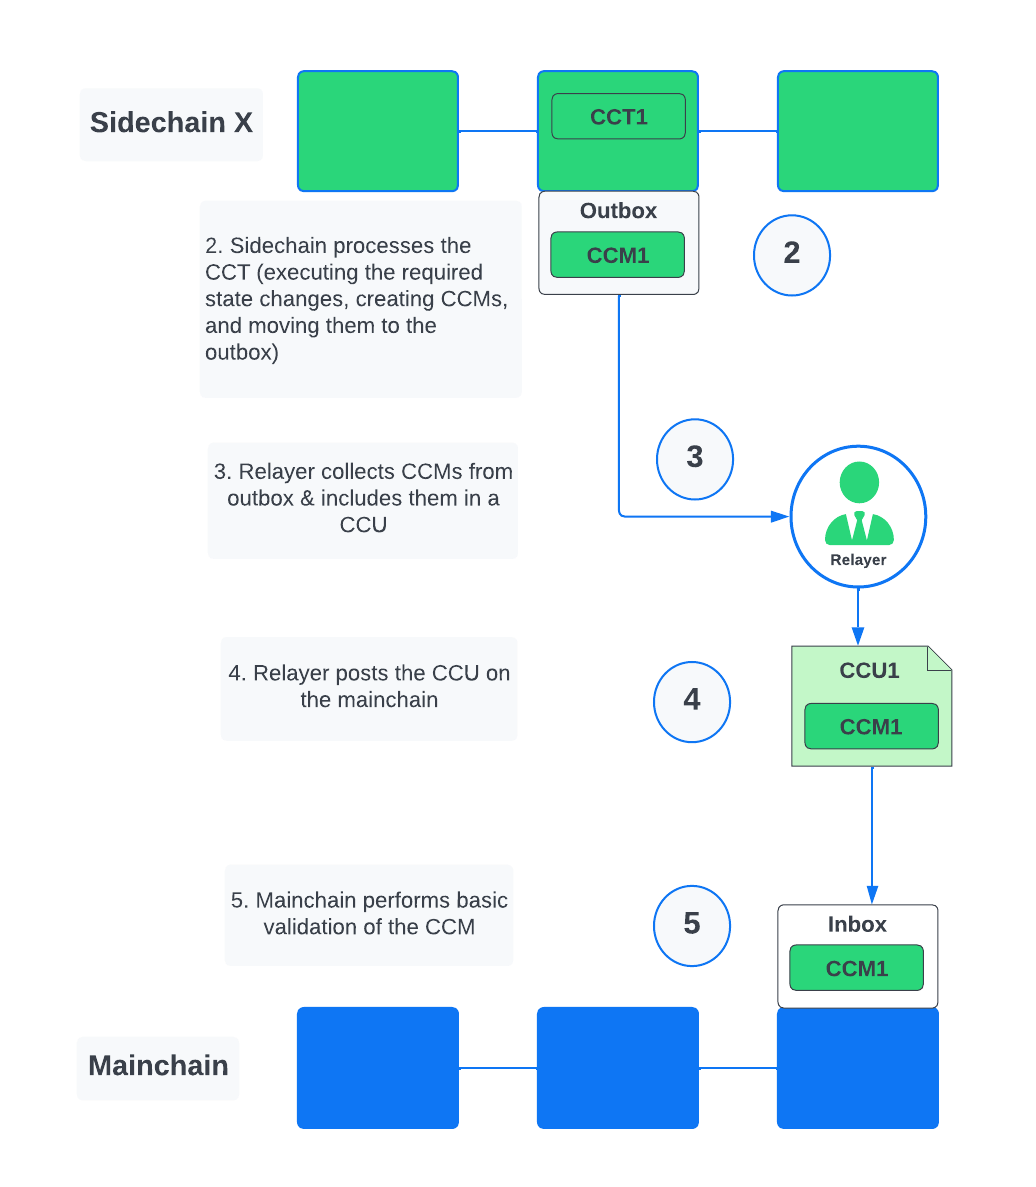 Sidechain X
CCT1
Outbox
CCM1
2
2. Sidechain processes the
CCT (executing the required
state changes, creating CCMs,
and moving them to the
outbox)
3
3. Relayer collects CCMs from
outbox & includes them in a
CCU
Relayer
4. Relayer posts the CCU on
the mainchain
4
CCU1
CCM1
5. Mainchain performs basic
validation of the CCM
5
Inbox
CCM1
Mainchain